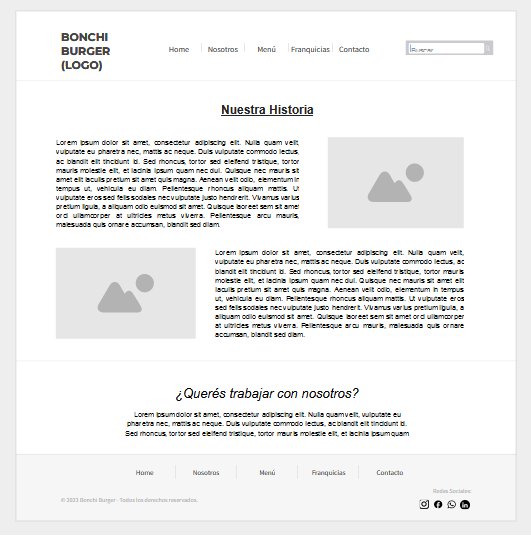 BONCHI
BURGER
(LOGO)
Home
Nosotros
Menú
Franquicias
Contacto
Buscar
Nuestra Historia
Lorem ipsum dolor sit amet, consectetur adipiscing elit. Nulla quam velit,
vulputate eu pharetra nec, mattis ac neque. Duis vulputate commodo lectus,
ac blandit elit tincidunt id. Sed rhoncus, tortor sed eleifend tristique, tortor
mauris molestie elit, et lacinia ipsum quam nec dui. Quisque nec mauris sit
amet elit iaculis pretium sit amet quis magna. Aenean velit odio, elementum in
tempus ut, vehicula eu diam. Pellentesque rhoncus aliquam mattis. Ut
vulputate eros sed felis sodales nec vulputate justo hendrerit. Vivamus varius
pretium ligula, a aliquam odio euismod sit amet. Quisque laoreet sem sit amet
orci ullamcorper at ultricies metus viverra. Pellentesque arcu mauris,
malesuada quis ornare accumsan, blandit sed diam.
Lorem ipsum dolor sit amet, consectetur adipiscing elit. Nulla quam velit,
vulputate eu pharetra nec, mattis ac neque. Duis vulputate commodo lectus, ac
blandit elit tincidunt id. Sed rhoncus, tortor sed eleifend tristique, tortor mauris
molestie elit, et lacinia ipsum quam nec dui. Quisque nec mauris sit amet elit
iaculis pretium sit amet quis magna. Aenean velit odio, elementum in tempus
ut, vehicula eu diam. Pellentesque rhoncus aliquam mattis. Ut vulputate eros
sed felis sodales nec vulputate justo hendrerit. Vivamus varius pretium ligula, a
aliquam odio euismod sit amet. Quisque laoreet sem sit amet orci ullamcorper
at ultricies metus viverra. Pellentesque arcu mauris, malesuada quis ornare
accumsan, blandit sed diam.
¿Querés trabajar con nosotros?
Lorem ipsum dolor sit amet, consectetur adipiscing elit. Nulla quam velit, vulputate eu
pharetra nec, mattis ac neque. Duis vulputate commodo lectus, ac blandit elit tincidunt id.
Sed rhoncus, tortor sed eleifend tristique, tortor mauris molestie elit, et lacinia ipsum quam
Home
Nosotros
Menú
Franquicias
Contacto
Redes Sociales
© 2023 Bonchi Burger - Todos los derechos reservados.